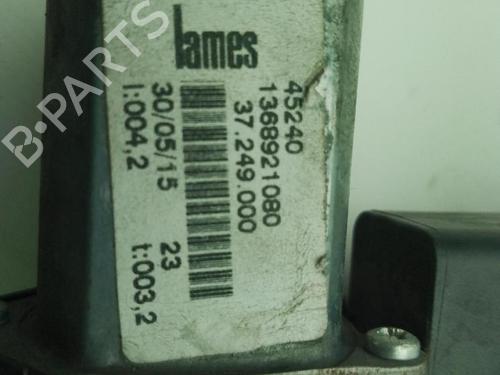 lames
45240
1368921080
37.249.000
30/05/15 23
I:004,2 t:003,2
B-PARTS